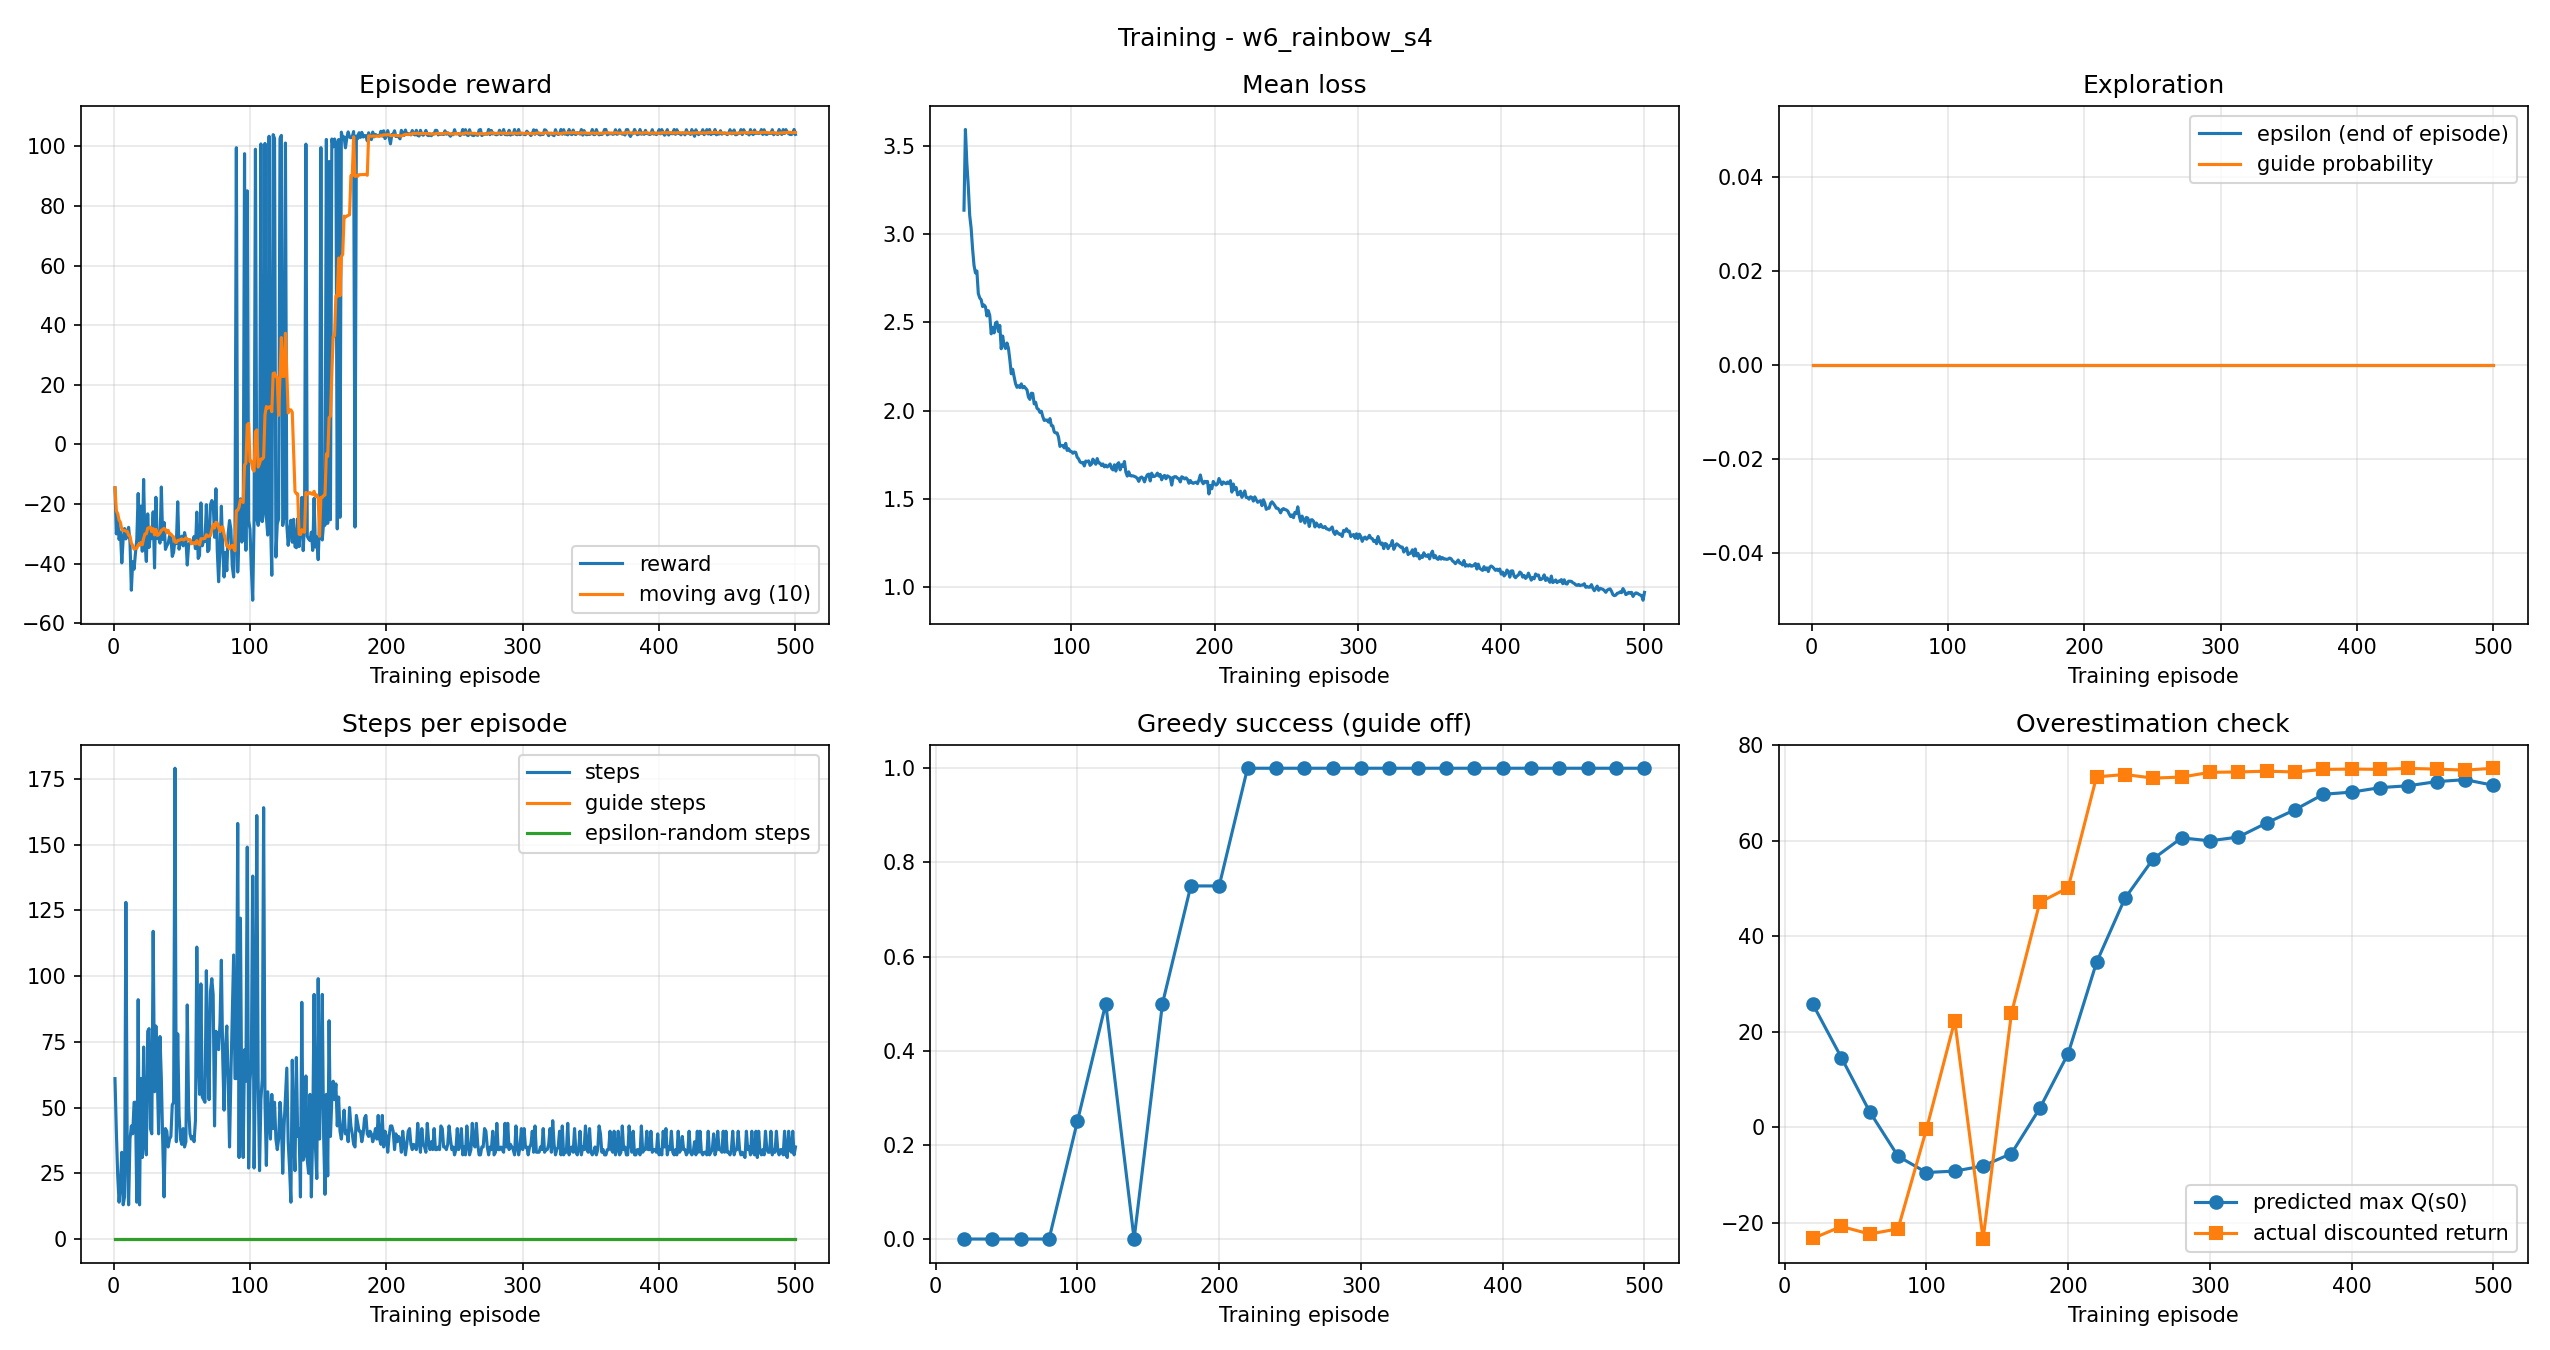 Training - w6_rainbow_s4
Episode reward
100
80
60
40
20
0
−20
−40
−60
0 100 200 300 400 500
Training episode
reward
moving avg (10)
Mean loss
3.5
3.0
2.5
2.0
1.5
1.0
100 200 300 400 500
Training episode
Exploration
0.04
0.02
0.00
−0.02
−0.04
0 100 200 300 400 500
Training episode
epsilon (end of episode)
guide probability
Steps per episode
175
150
125
100
75
50
25
0
0 100 200 300 400 500
Training episode
steps
guide steps
epsilon-random steps
Greedy success (guide off)
1.0
0.8
0.6
0.4
0.2
0.0
0 100 200 300 400 500
Training episode
Overestimation check
80
60
40
20
0
−20
0 100 200 300 400 500
Training episode
predicted max Q(s0)
actual discounted return